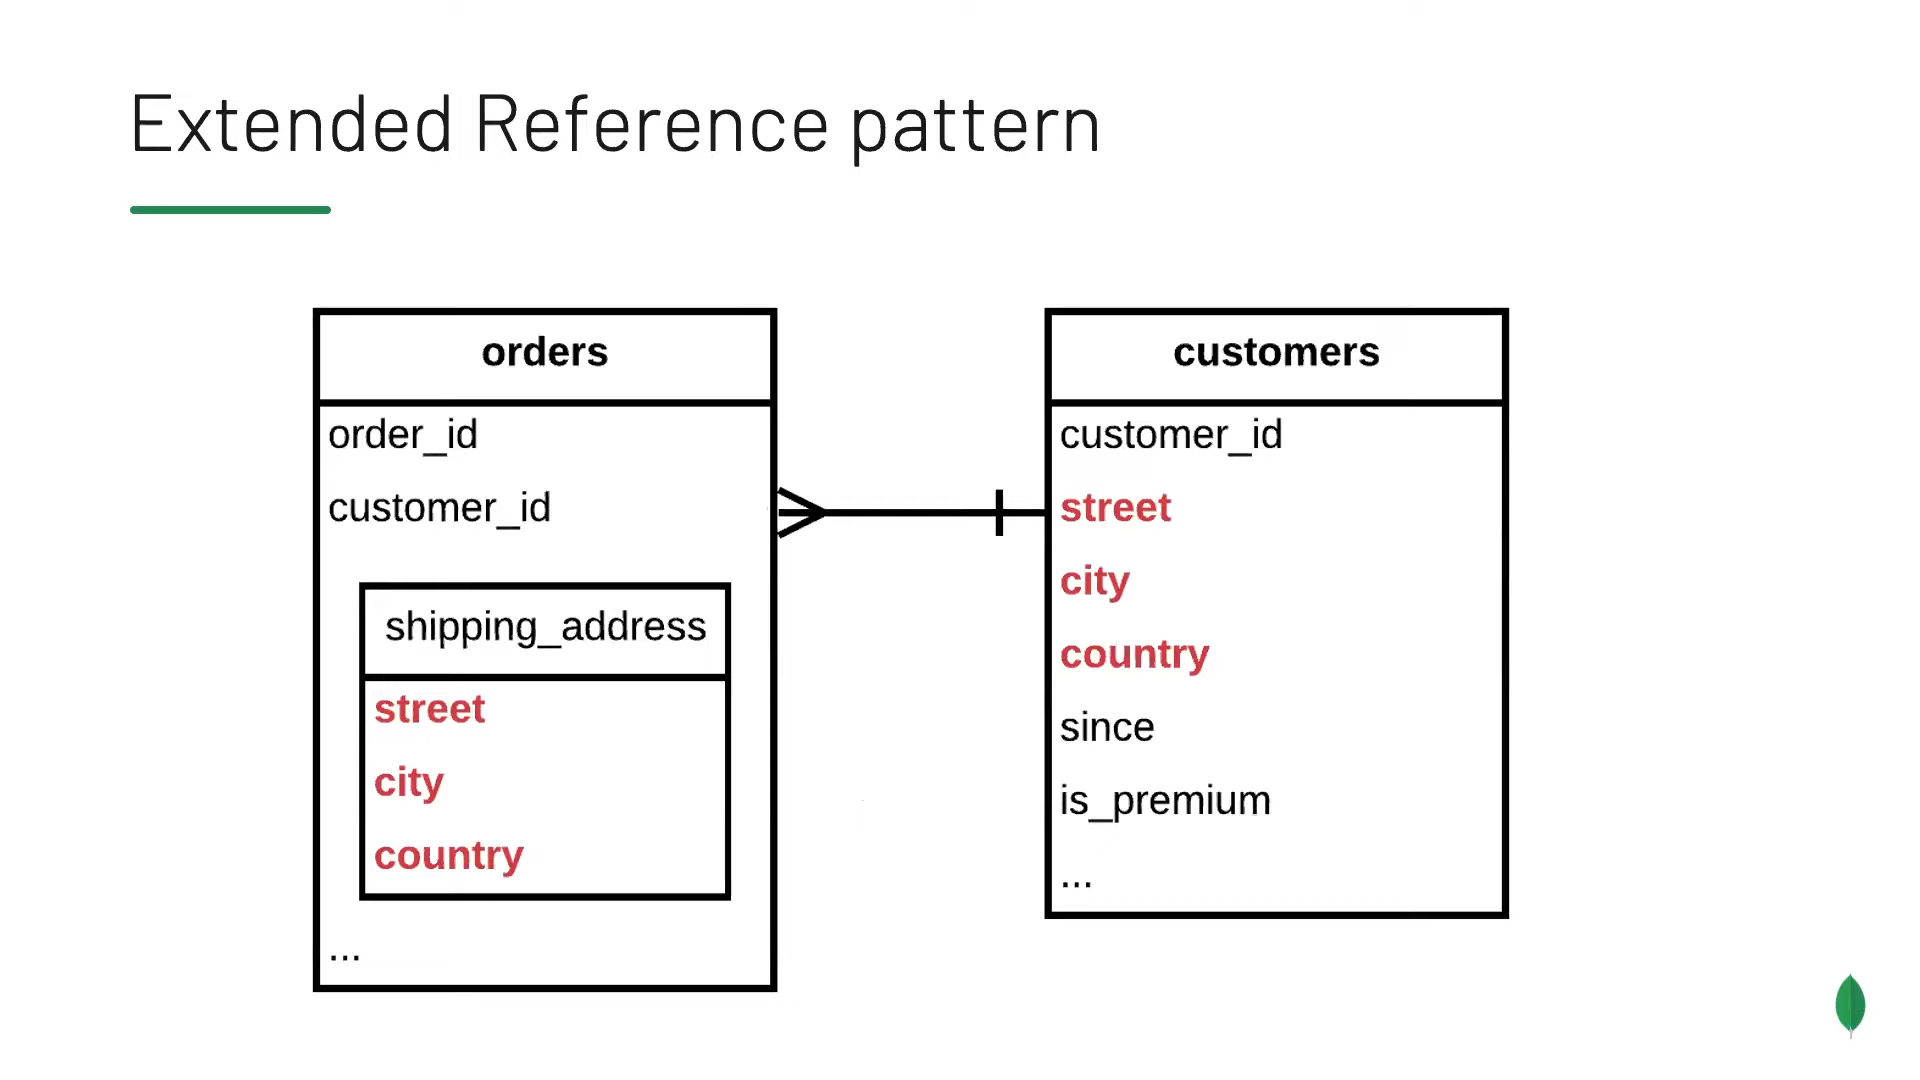 Extended Reference pattern
orders
order_id
customer_id
shipping_address
street
city
country
...
customers
customer_id
street
city
country
since
is_premium
...